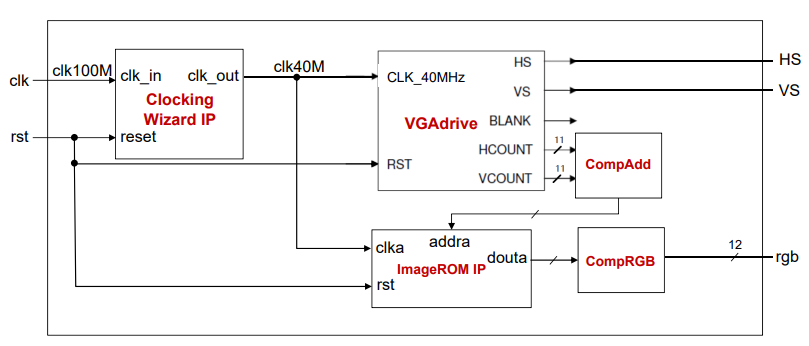 clk
clk100M
clk_in
clk_out
Clocking
Wizard IP
rst
reset
clk40M
CLK_40MHz
VGAdrive
RST
HS
VS
BLANK
HCOUNT
VCOUNT
11
11
CompAdd
HS
VS
clka
addra
douta
ImageROM IP
rst
CompRGB
12
rgb